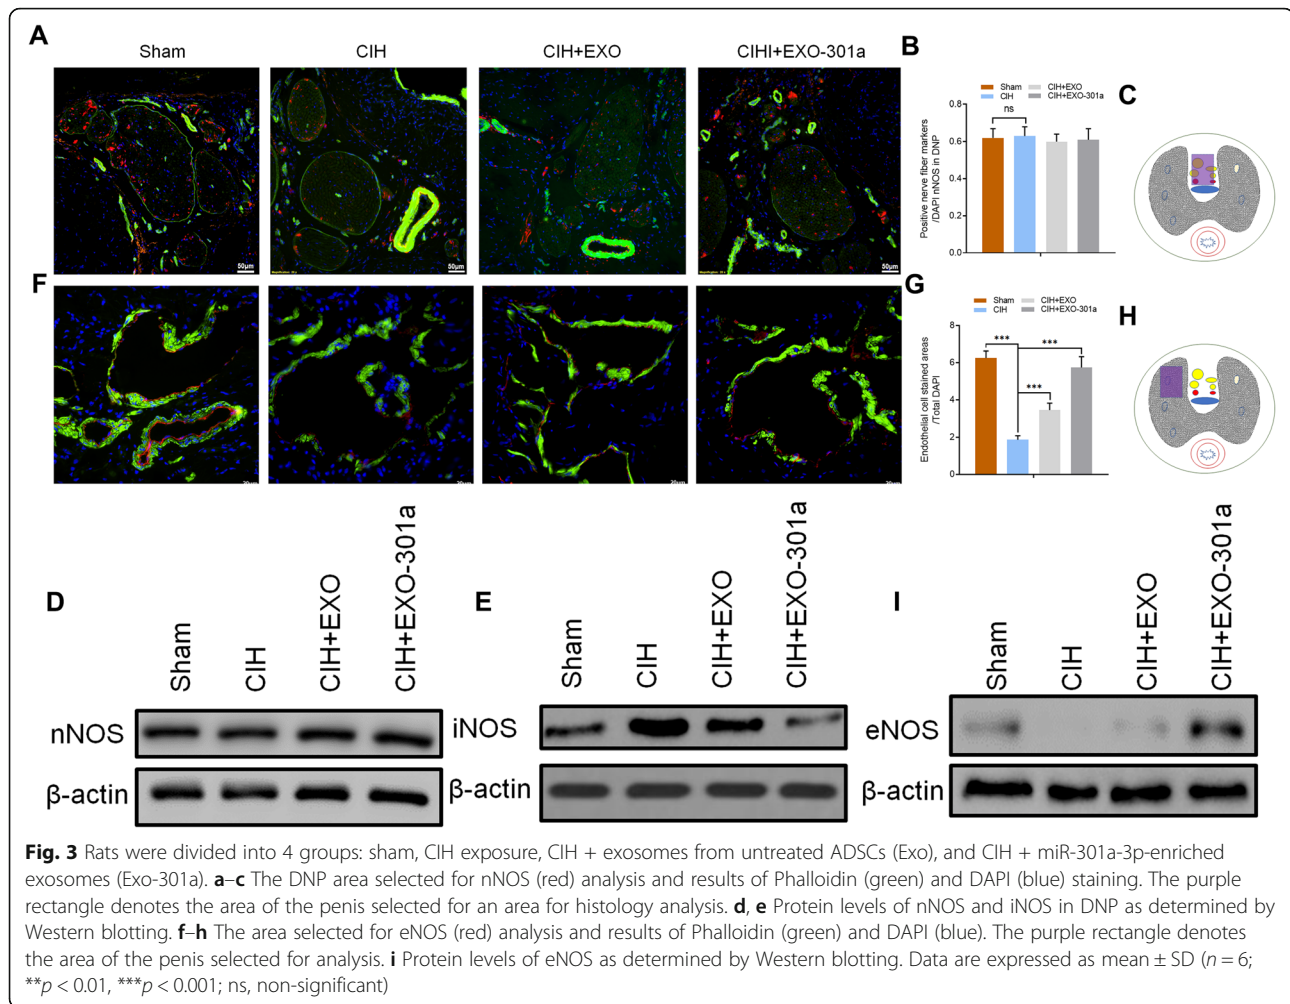 A
Sham
CIH
CIH+EXO
CIHI+EXO-301a
50μm
50μm
50μm
50μm
B
Sham
CIH+EXO
CIH
CIH+EXO-301a
Positive nerve fiber markers
/DAPI nNOS in DNP
0.8
0.6
0.4
0.2
0.0
ns
C
F
G
Sham
CIH+EXO
CIH
CIH+EXO-301a
Endothelial cell stained areas
/Total DAPI
8
6
4
2
0
***
***
***
H
D
Sham
CIH
CIH+EXO
CIH+EXO-301a
nNOS
β-actin
E
Sham
CIH
CIH+EXO
CIH+EXO-301a
iNOS
β-actin
I
Sham
CIH
CIH+EXO
CIH+EXO-301a
eNOS
β-actin
Fig. 3 Rats were divided into 4 groups: sham, CIH exposure, CIH + exosomes from untreated ADSCs (Exo), and CIH + miR-301a-3p-enriched
exosomes (Exo-301a). a–c The DNP area selected for nNOS (red) analysis and results of Phalloidin (green) and DAPI (blue) staining. The purple
rectangle denotes the area of the penis selected for an area for histology analysis. d, e Protein levels of nNOS and iNOS in DNP as determined by
Western blotting. f–h The area selected for eNOS (red) analysis and results of Phalloidin (green) and DAPI (blue). The purple rectangle denotes
the area of the penis selected for analysis. i Protein levels of eNOS as determined by Western blotting. Data are expressed as mean ± SD (n = 6;
**p < 0.01, ***p < 0.001; ns, non-significant)